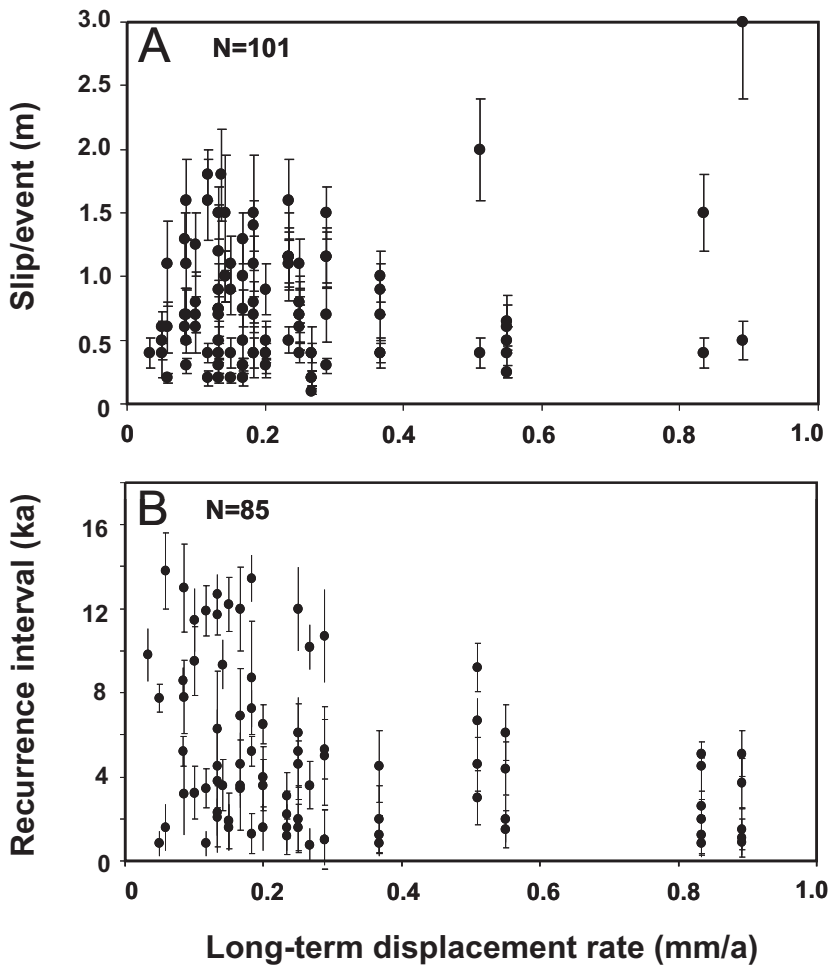 A
N=101
Slip/event (m)
3.0
2.5
2.0
1.5
1.0
0.5
0
0 0.2 0.4 0.6 0.8 1.0
B
N=85
Recurrence interval (ka)
16
12
8
4
0
0 0.2 0.4 0.6 0.8 1.0
Long-term displacement rate (mm/a)